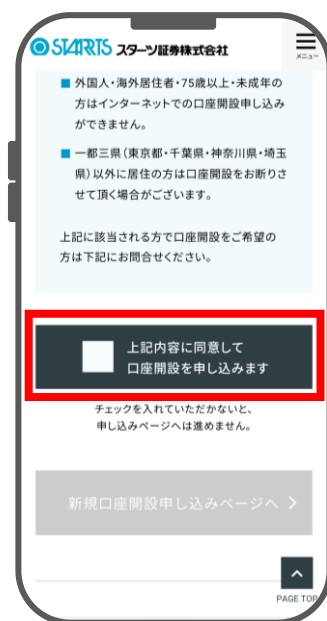 STARTS スターツ証券株式会社
メニュー
■ 外国人・海外居住者・75歳以上・未成年の
方はインターネットでの口座開設申し込み
ができません。
■ 一都三県（東京都・千葉県・神奈川県・埼玉
県）以外に居住の方は口座開設をお断りさ
せて頂く場合がございます。
上記に該当される方で口座開設をご希望の
方は下記にお問合せください。
上記内容に同意して
口座開設を申し込みます
チェックを入れていただかないと、
申し込みページへは進めません。
新規口座開設申し込みページへ
PAGE TOP